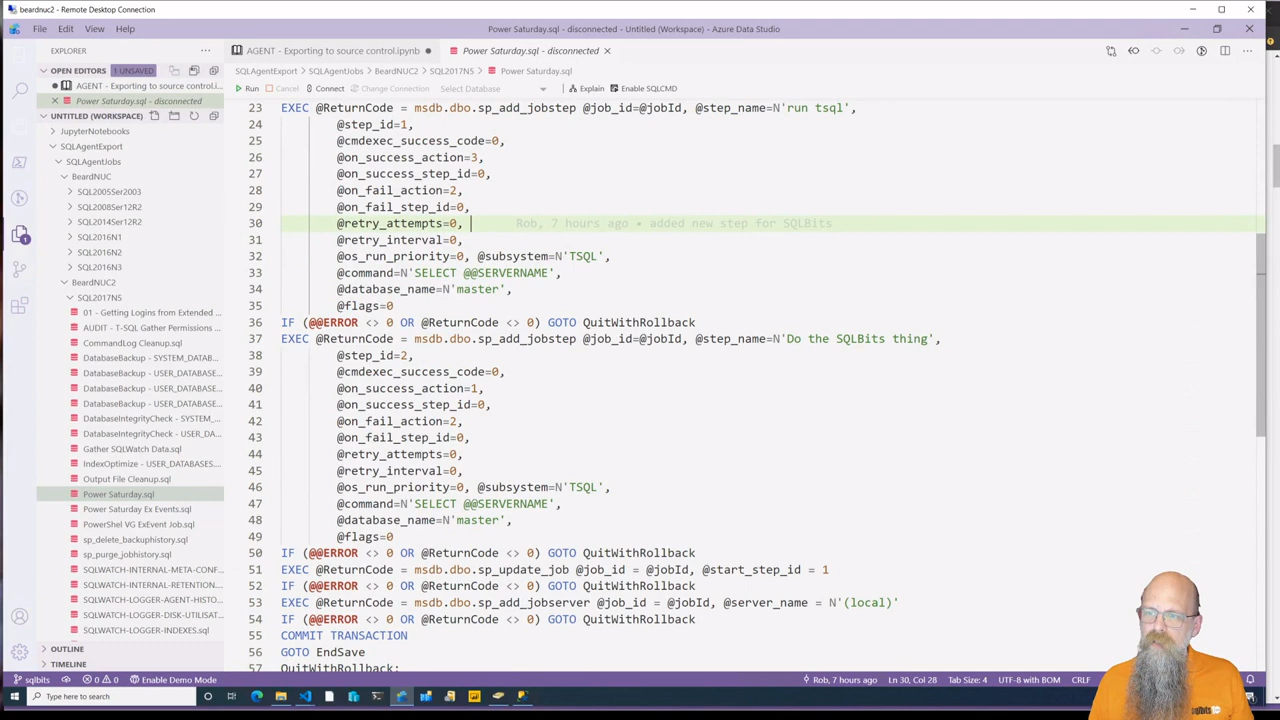 beardnuc2 - Remote Desktop Connection
File Edit View Help
Power Saturday.sql - disconnected - Untitled (Workspace) - Azure Data Studio
EXPLORER
OPEN EDITORS 1 UNSAVED
AGENT - Exporting to source control.i...
Power Saturday.sql - disconnected
UNTITLED (WORKSPACE)
JupyterNotebooks
SQLAgentExport
SQLAgentJobs
BeardNUC
SQL2005Ser2003
SQL2008Ser12R2
SQL2014Ser12R2
SQL2016N1
SQL2016N2
SQL2016N3
BeardNUC2
SQL2017N5
01 - Getting Logins from Extended ...
AUDIT - T-SQL Gather Permissions ...
CommandLog Cleanup.sql
DatabaseBackup - SYSTEM_DATAB...
DatabaseBackup - USER_DATABASE...
DatabaseBackup - USER_DATABASE...
DatabaseBackup - USER_DATABASE...
DatabaseIntegrityCheck - SYSTEM_...
DatabaseIntegrityCheck - USER_DA...
Gather SQLWatch Data.sql
IndexOptimize - USER_DATABASES....
Output File Cleanup.sql
Power Saturday.sql
Power Saturday Ex Events.sql
PowerShel VG ExEvent Job.sql
sp_delete_backuphistory.sql
sp_purge_jobhistory.sql
SQLWATCH-INTERNAL-META-CONF...
SQLWATCH-INTERNAL-RETENTION...
SQLWATCH-LOGGER-AGENT-HISTO...
SQLWATCH-LOGGER-DISK-UTILISAT...
SQLWATCH-LOGGER-INDEXES.sql
OUTLINE
TIMELINE
AGENT - Exporting to source control.ipynb
Power Saturday.sql - disconnected
SQLAgentExport > SQLAgentJobs > BeardNUC2 > SQL2017N5 > Power Saturday.sql
Run Cancel Connect Change Connection Select Database Explain Enable SQLCMD
23 EXEC @ReturnCode = msdb.dbo.sp_add_jobstep @job_id=@jobId, @step_name=N'run tsql',
24 @step_id=1,
25 @cmdexec_success_code=0,
26 @on_success_action=3,
27 @on_success_step_id=0,
28 @on_fail_action=2,
29 @on_fail_step_id=0,
30 @retry_attempts=0, Rob, 7 hours ago • added new step for SQLBits
31 @retry_interval=0,
32 @os_run_priority=0, @subsystem=N'TSQL',
33 @command=N'SELECT @@SERVERNAME',
34 @database_name=N'master',
35 @flags=0
36 IF (@@ERROR <> 0 OR @ReturnCode <> 0) GOTO QuitWithRollback
37 EXEC @ReturnCode = msdb.dbo.sp_add_jobstep @job_id=@jobId, @step_name=N'Do the SQLBits thing',
38 @step_id=2,
39 @cmdexec_success_code=0,
40 @on_success_action=1,
41 @on_success_step_id=0,
42 @on_fail_action=2,
43 @on_fail_step_id=0,
44 @retry_attempts=0,
45 @retry_interval=0,
46 @os_run_priority=0, @subsystem=N'TSQL',
47 @command=N'SELECT @@SERVERNAME',
48 @database_name=N'master',
49 @flags=0
50 IF (@@ERROR <> 0 OR @ReturnCode <> 0) GOTO QuitWithRollback
51 EXEC @ReturnCode = msdb.dbo.sp_update_job @job_id = @jobId, @start_step_id = 1
52 IF (@@ERROR <> 0 OR @ReturnCode <> 0) GOTO QuitWithRollback
53 EXEC @ReturnCode = msdb.dbo.sp_add_jobserver @job_id = @jobId, @server_name = N'(local)'
54 IF (@@ERROR <> 0 OR @ReturnCode <> 0) GOTO QuitWithRollback
55 COMMIT TRANSACTION
56 GOTO EndSave
57 QuitWithRollback:
sqlbits 0 0 Enable Demo Mode
Rob, 7 hours ago Ln 30, Col 28 Tab Size: 4 UTF-8 with BOM CRLF
Type here to search